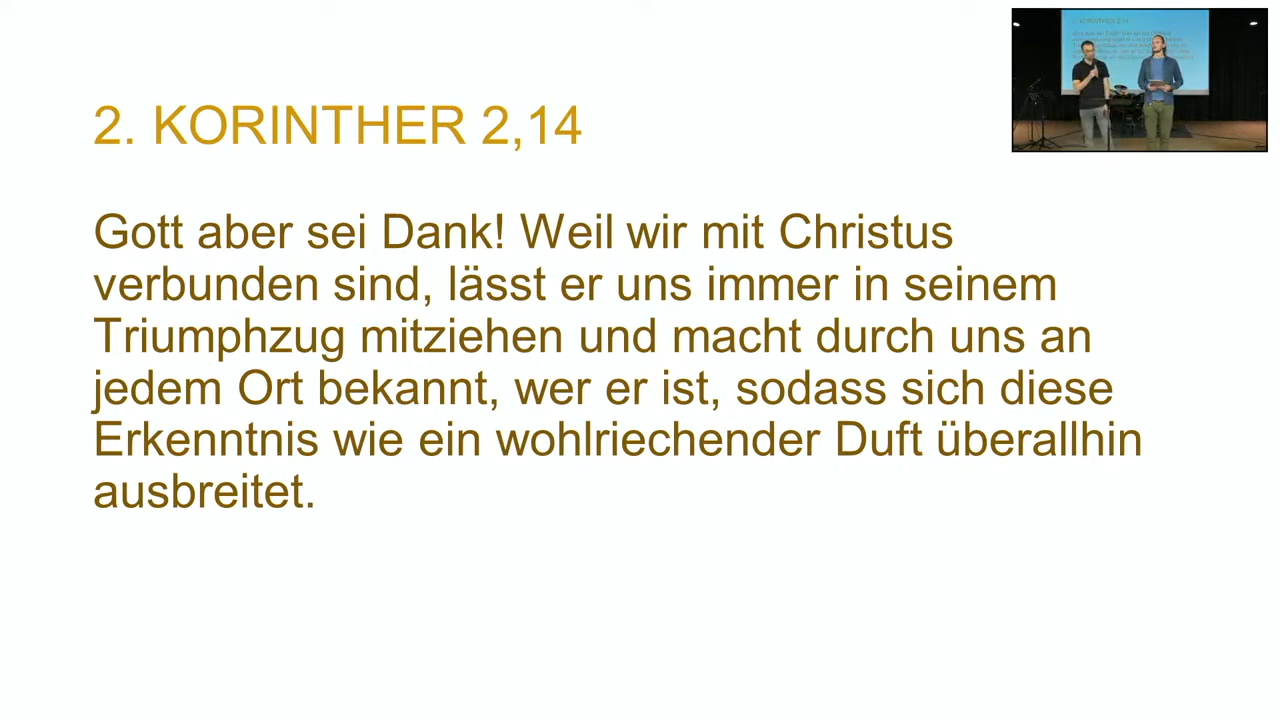 2. KORINTHER 2,14
Gott aber sei Dank! Weil wir mit Christus
verbunden sind, lässt er uns immer in seinem
Triumphzug mitziehen und macht durch uns an
jedem Ort bekannt, wer er ist, sodass sich diese
Erkenntnis wie ein wohlriechender Duft überallhin
ausbreitet.